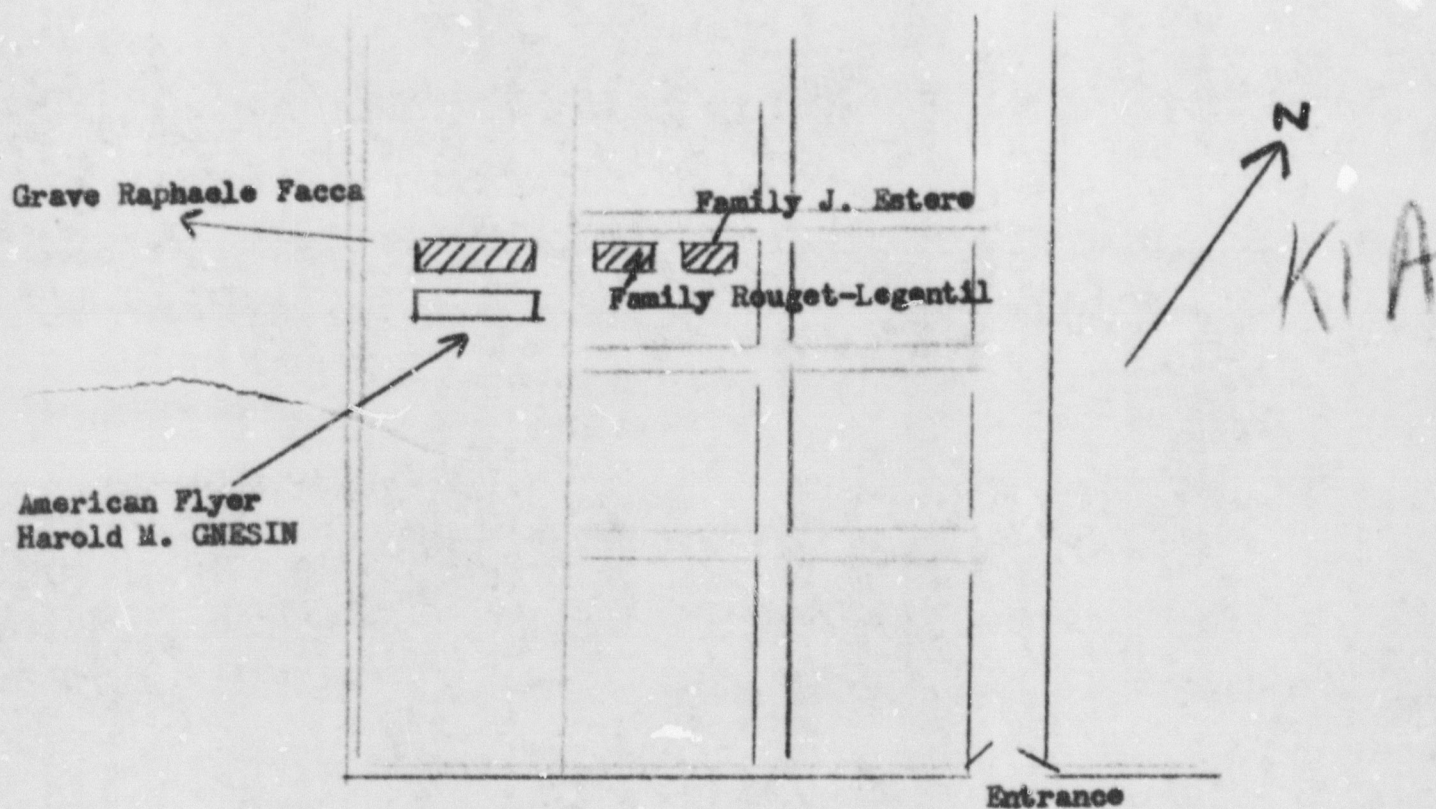 N
KIA
Grave Raphaele Facca
Family J. Estere
Family Rouget-Legentil
American Flyer
Harold M. GNESIN
Entrance